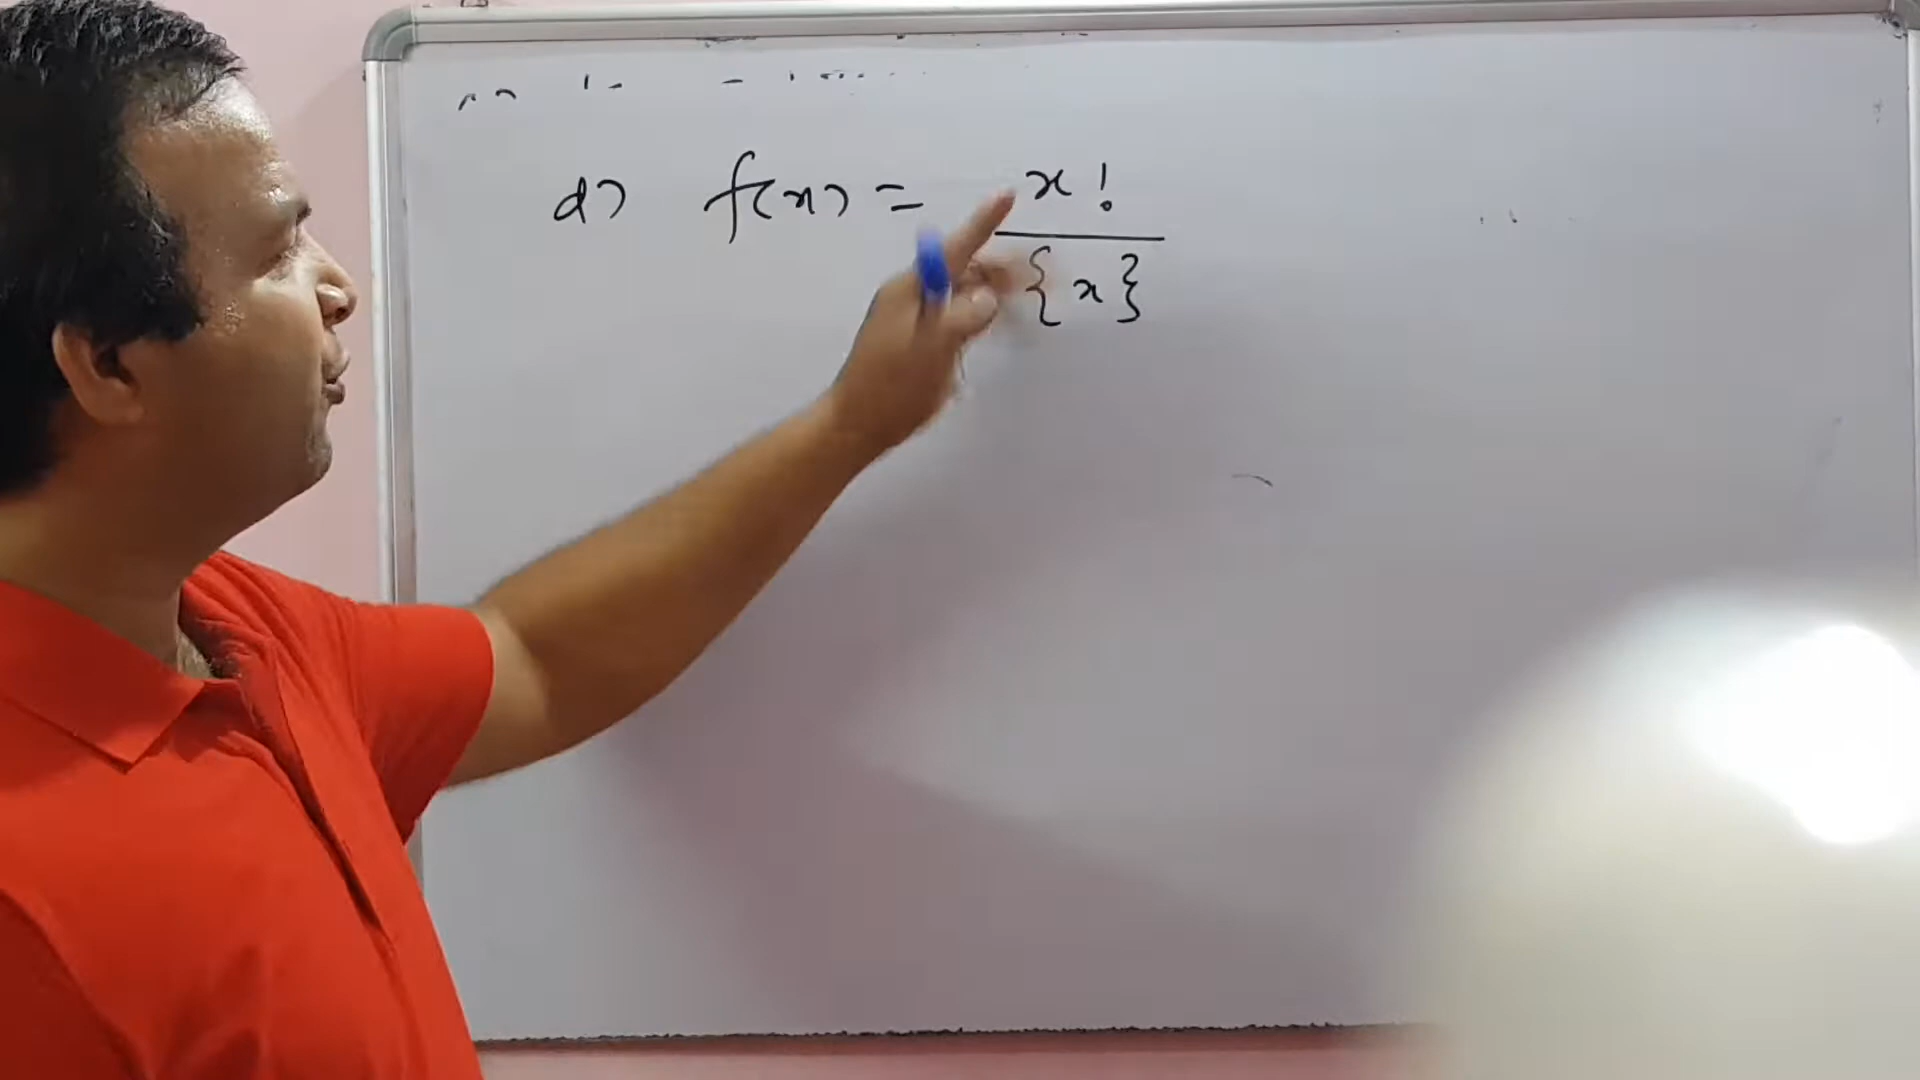 d) f(x) = x! / {x}